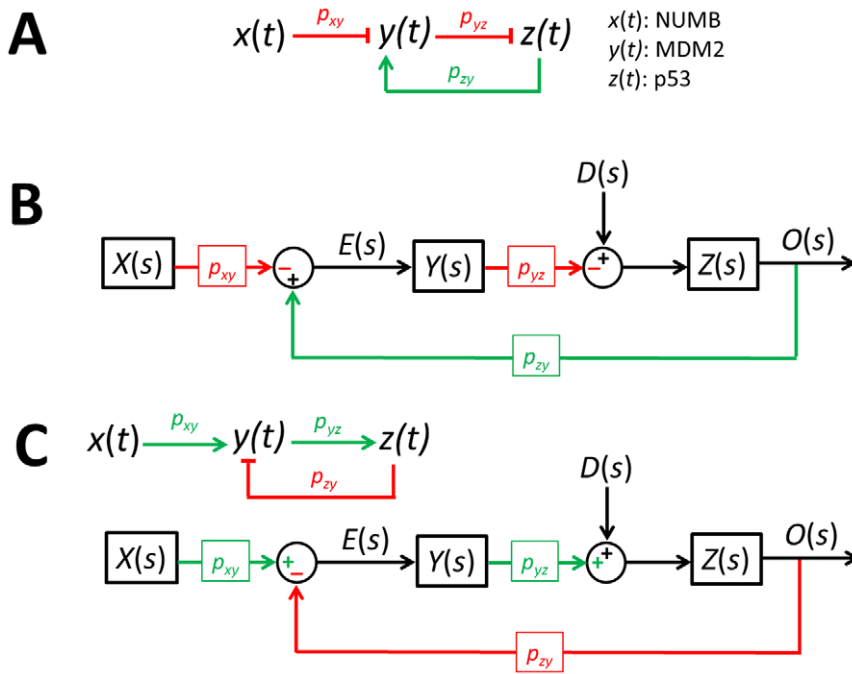 A
x(t) p_xy y(t) p_yz z(t)
p_zy
x(t): NUMB
y(t): MDM2
z(t): p53
B
D(s)
X(s) p_xy − + E(s) Y(s) p_yz − + Z(s) O(s)
p_zy
C
x(t) p_xy y(t) p_yz z(t)
p_zy
D(s)
X(s) p_xy + − E(s) Y(s) p_yz + + Z(s) O(s)
p_zy